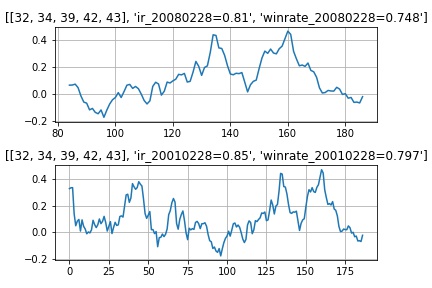 [[32, 34, 39, 42, 43], 'ir_20080228=0.81', 'winrate_20080228=0.748']
0.4
0.2
0.0
−0.2
80 100 120 140 160 180
[[32, 34, 39, 42, 43], 'ir_20010228=0.85', 'winrate_20010228=0.797']
0.4
0.2
0.0
−0.2
0 25 50 75 100 125 150 175